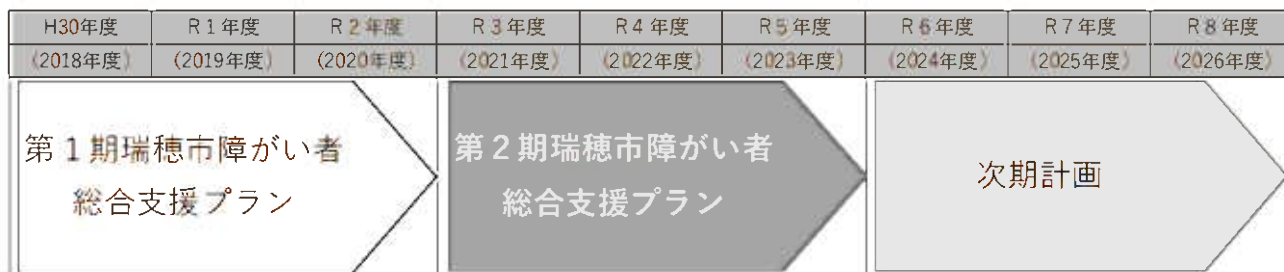 H30年度 R1年度 R2年度 R3年度 R4年度 R5年度 R6年度 R7年度 R8年度
(2018年度) (2019年度) (2020年度) (2021年度) (2022年度) (2023年度) (2024年度) (2025年度) (2026年度)
第1期瑞穂市障がい者
総合支援プラン
第2期瑞穂市障がい者
総合支援プラン
次期計画